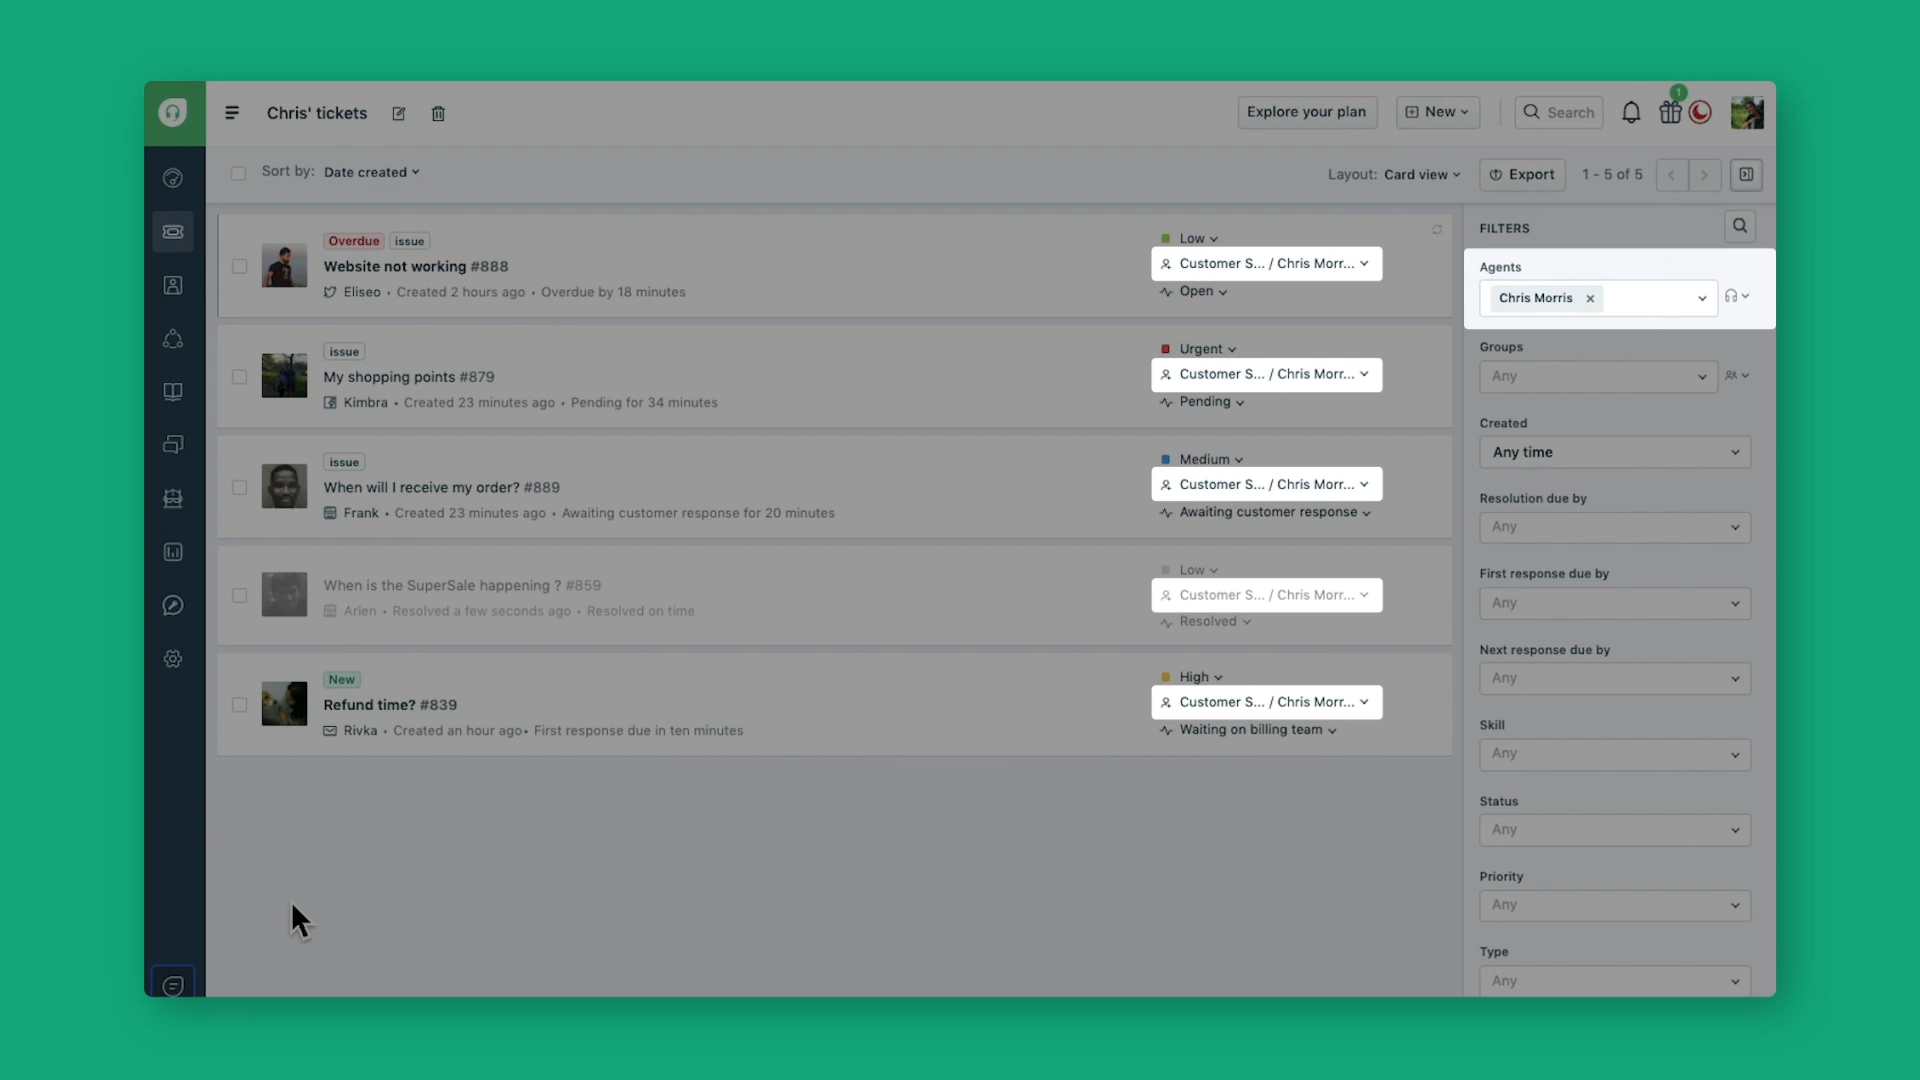 Chris' tickets
Explore your plan
New
Search
1
Sort by: Date created
Layout: Card view
Export
1 - 5 of 5
Overdue issue
Website not working #888
Eliseo • Created 2 hours ago • Overdue by 18 minutes
Low
Customer S... / Chris Morr...
Open
issue
My shopping points #879
Kimbra • Created 23 minutes ago • Pending for 34 minutes
Urgent
Customer S... / Chris Morr...
Pending
issue
When will I receive my order? #889
Frank • Created 23 minutes ago • Awaiting customer response for 20 minutes
Medium
Customer S... / Chris Morr...
Awaiting customer response
When is the SuperSale happening ? #859
Arlen • Resolved a few seconds ago • Resolved on time
Low
Customer S... / Chris Morr...
Resolved
New
Refund time? #839
Rivka • Created an hour ago• First response due in ten minutes
High
Customer S... / Chris Morr...
Waiting on billing team
FILTERS
Agents
Chris Morris
Groups
Any
Created
Any time
Resolution due by
Any
First response due by
Any
Next response due by
Any
Skill
Any
Status
Any
Priority
Any
Type
Any